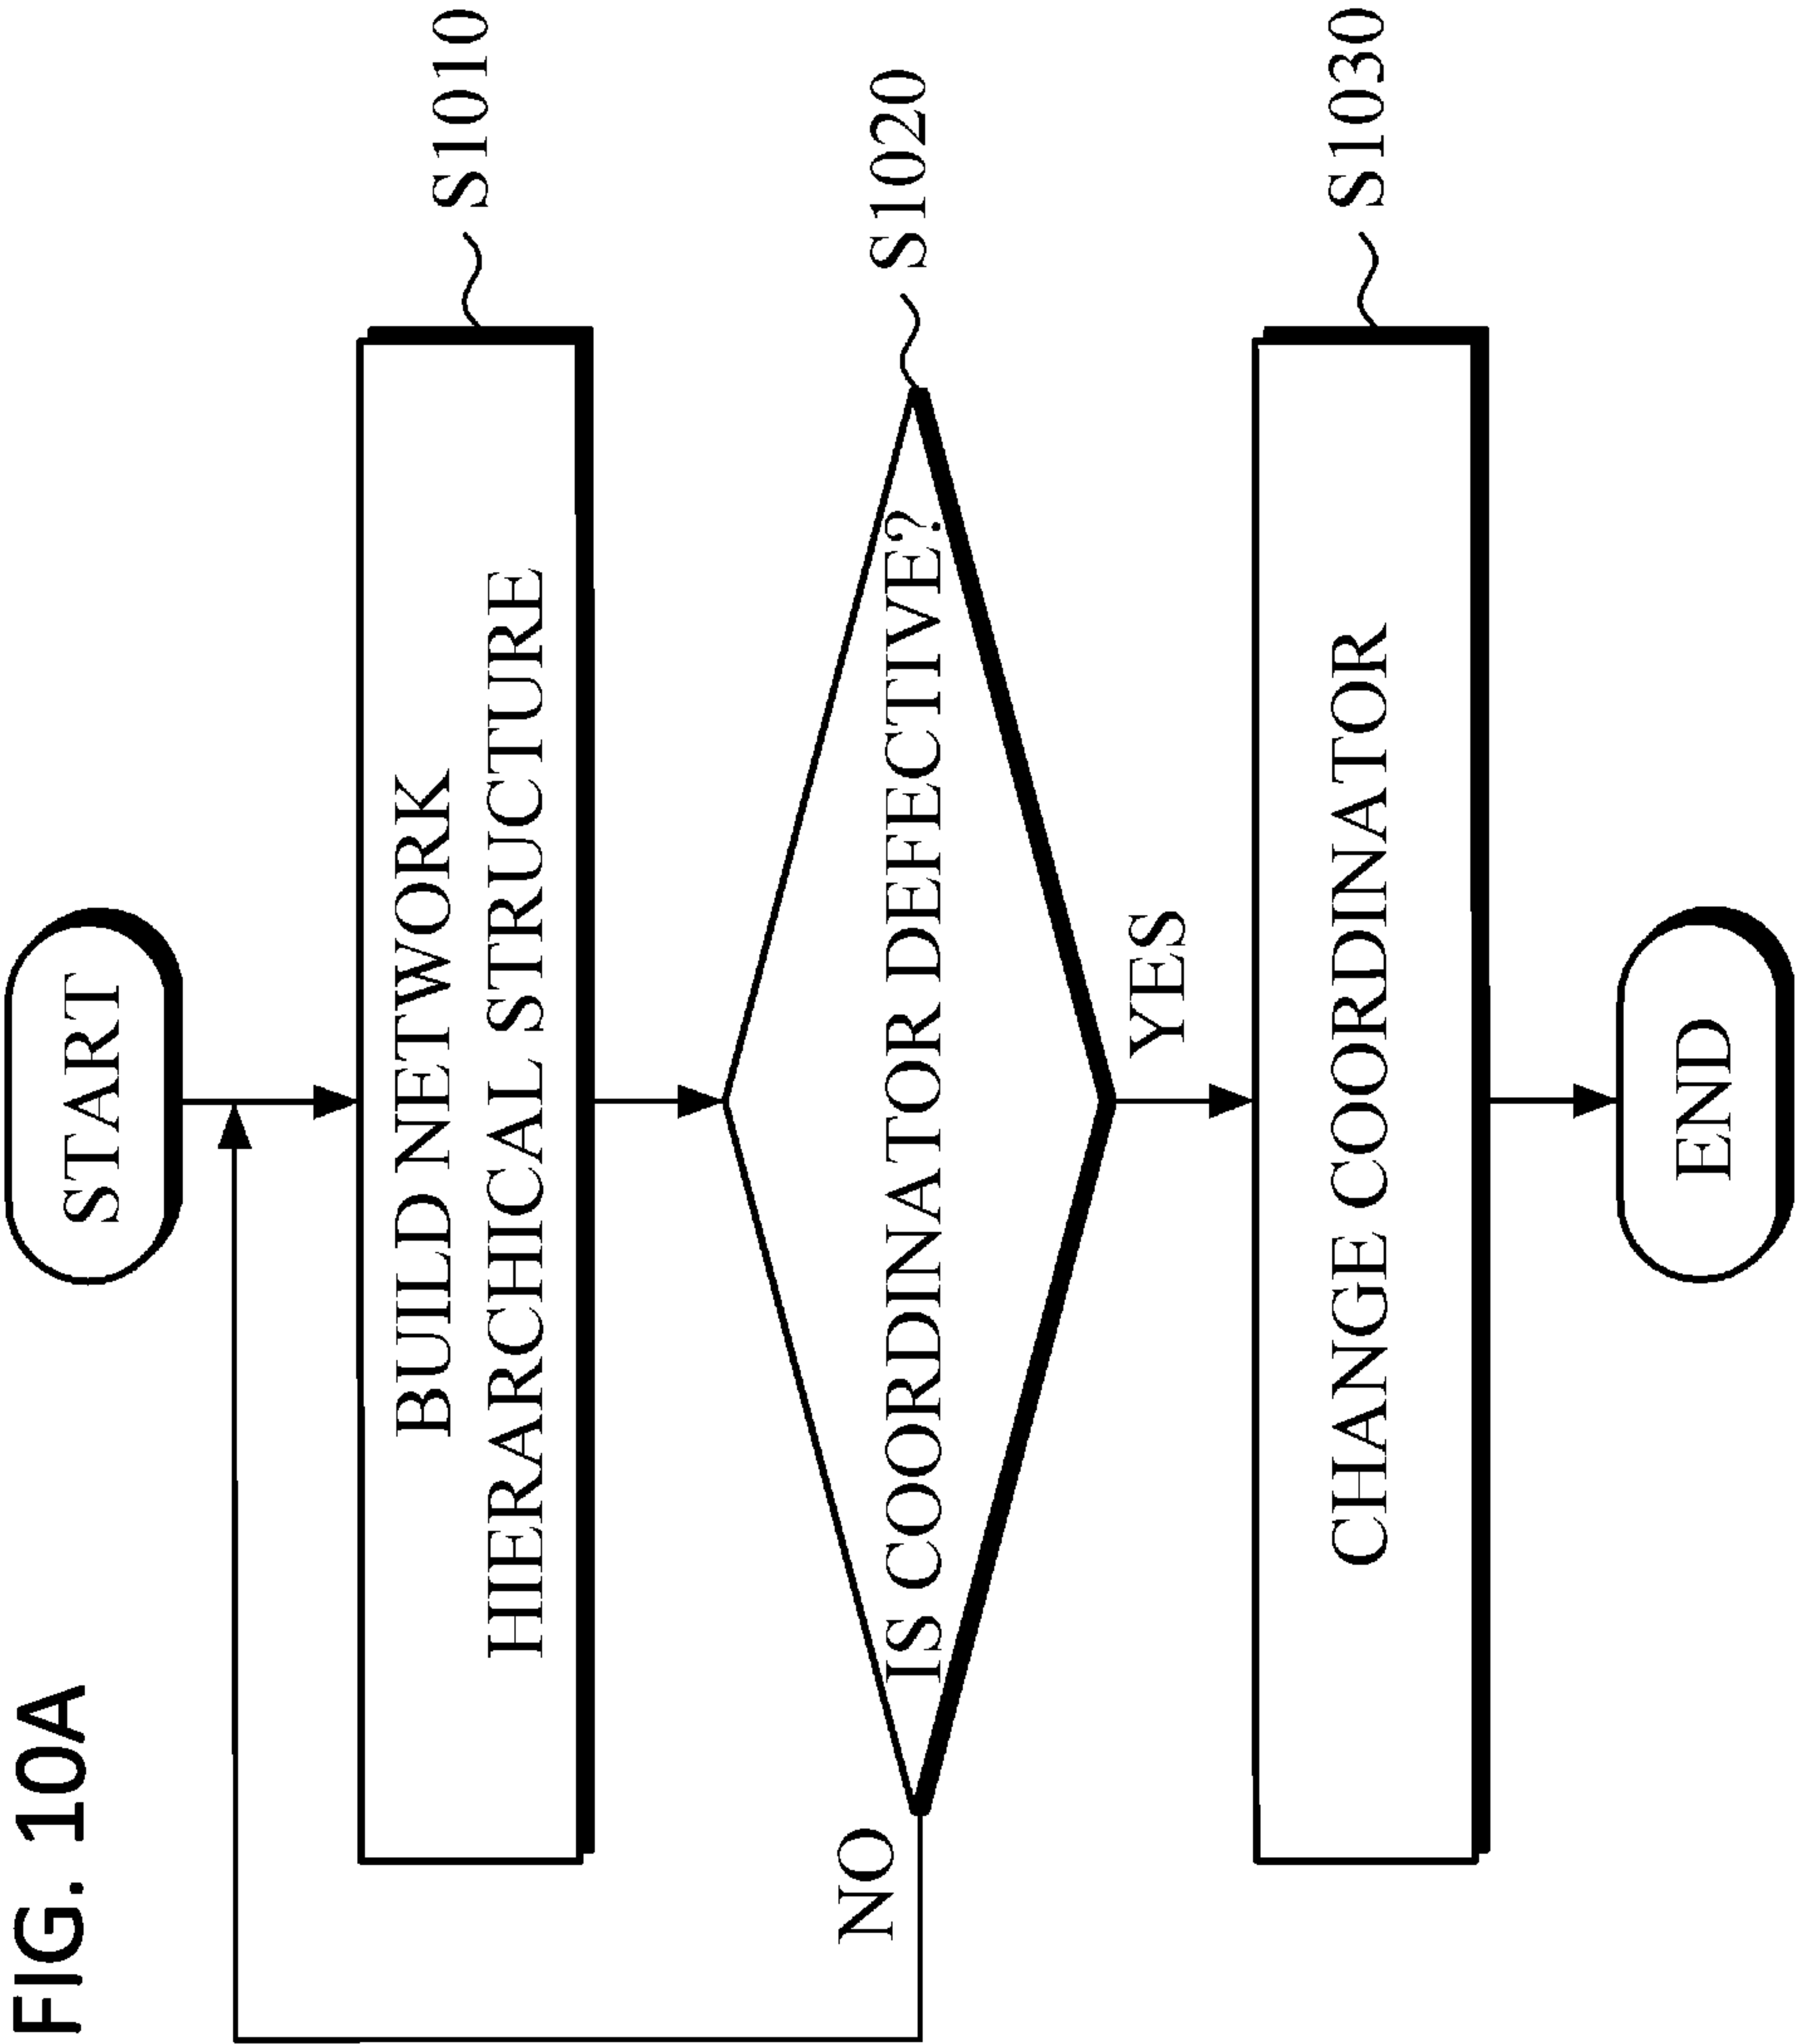 FIG. 10A
START
BUILD NETWORK
HIERARCHICAL STRUCTURE
S1010
IS COORDINATOR DEFECTIVE?
S1020
NO
YES
CHANGE COORDINATOR
S1030
END